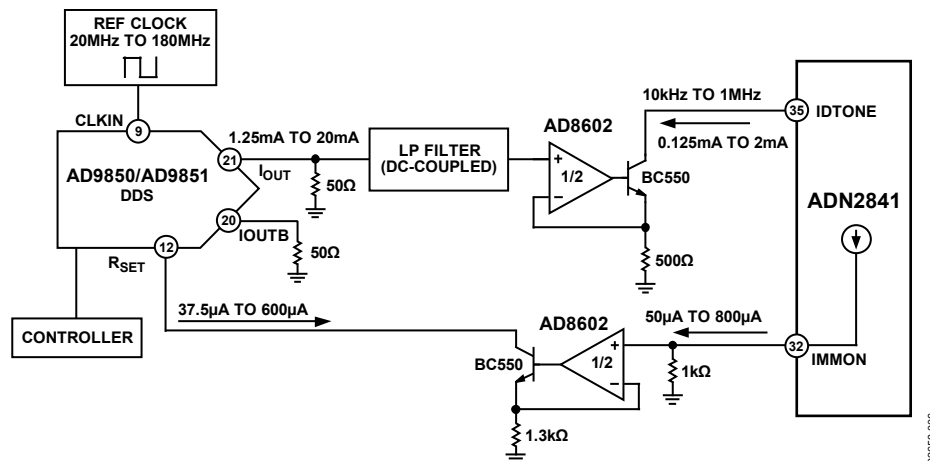 REF CLOCK
20MHz TO 180MHz
CLKIN
9
AD9850/AD9851
DDS
21
1.25mA TO 20mA
IOUT
50Ω
20
IOUTB
50Ω
12
RSET
CONTROLLER
LP FILTER
(DC-COUPLED)
AD8602
+
1/2
–
BC550
500Ω
10kHz TO 1MHz
0.125mA TO 2mA
35
IDTONE
ADN2841
37.5µA TO 600µA
BC550
AD8602
+
1/2
–
1.3kΩ
50µA TO 800µA
1kΩ
32
IMMON